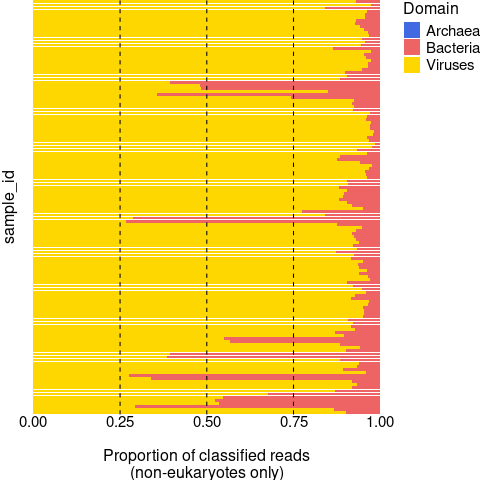 Domain
Archaea
Bacteria
Viruses
sample_id
0.00 0.25 0.50 0.75 1.00
Proportion of classified reads
(non-eukaryotes only)